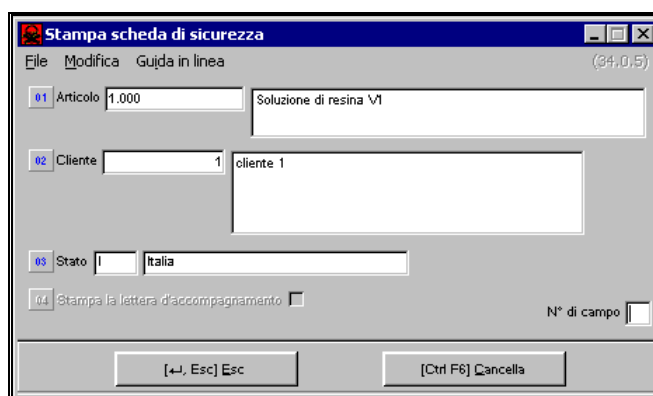 Stampa scheda di sicurezza
File Modifica Guida in linea (34.0.5)
01 Articolo 1.000 Soluzione di resina V1
02 Cliente 1 cliente 1
03 Stato I Italia
04 Stampa la lettera d'accompagnamento
N° di campo
[↵, Esc] Esc [Ctrl F6] Cancella